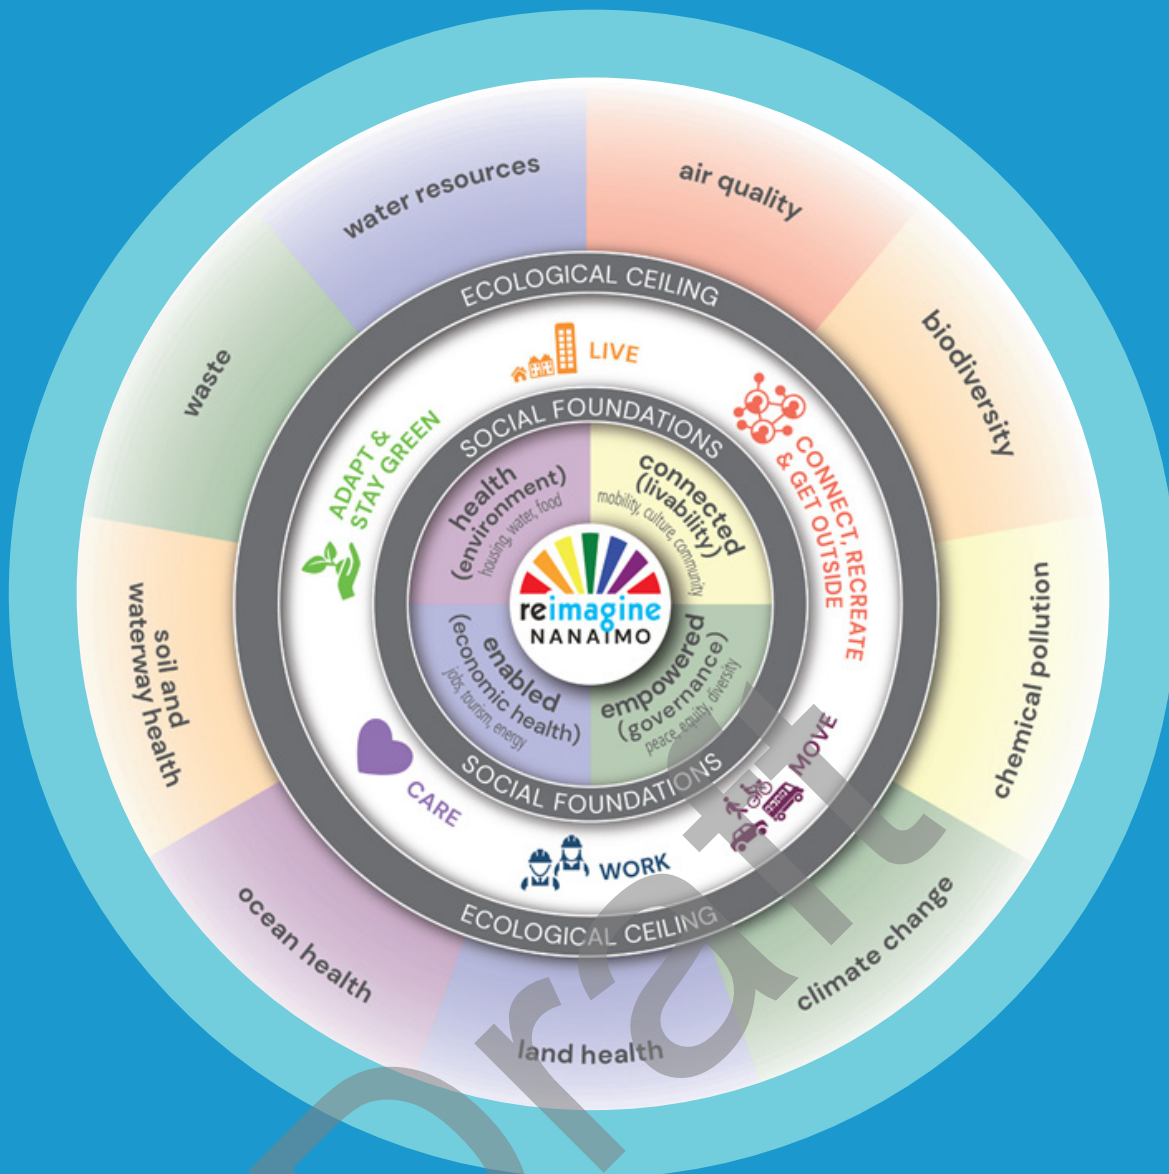 water resources
air quality
biodiversity
chemical pollution
climate change
land health
ocean health
soil and
waterway health
waste
ECOLOGICAL CEILING
LIVE
CONNECT, RECREATE
& GET OUTSIDE
MOVE
WORK
CARE
ADAPT &
STAY GREEN
SOCIAL FOUNDATIONS
health
(environment)
housing, water, food
connected
(livability)
mobility, culture, community
reimagine
NANAIMO
enabled
(economic health)
jobs, tourism, energy
empowered
(governance)
peace, equity, diversity
SOCIAL FOUNDATIONS
ECOLOGICAL CEILING
Draft